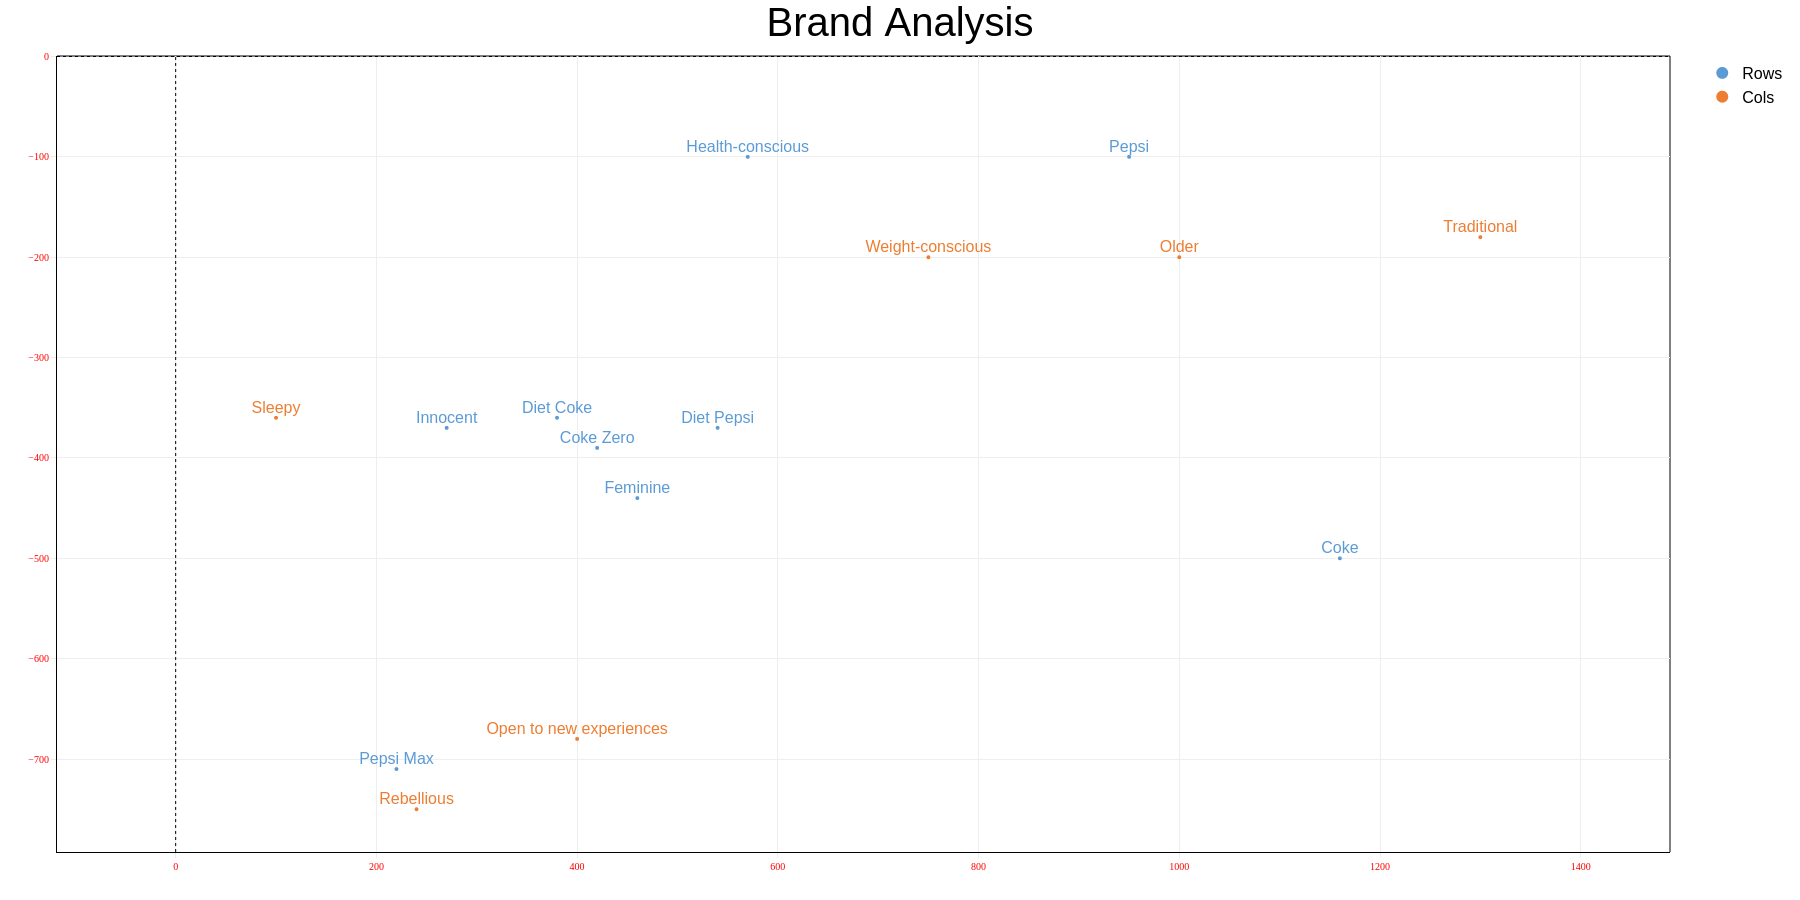 Brand Analysis
Rows
Cols
0
−100
−200
−300
−400
−500
−600
−700
Health-conscious
Pepsi
Traditional
Weight-conscious
Older
Sleepy
Innocent
Diet Coke
Diet Pepsi
Coke Zero
Feminine
Coke
Open to new experiences
Pepsi Max
Rebellious
0
200
400
600
800
1000
1200
1400